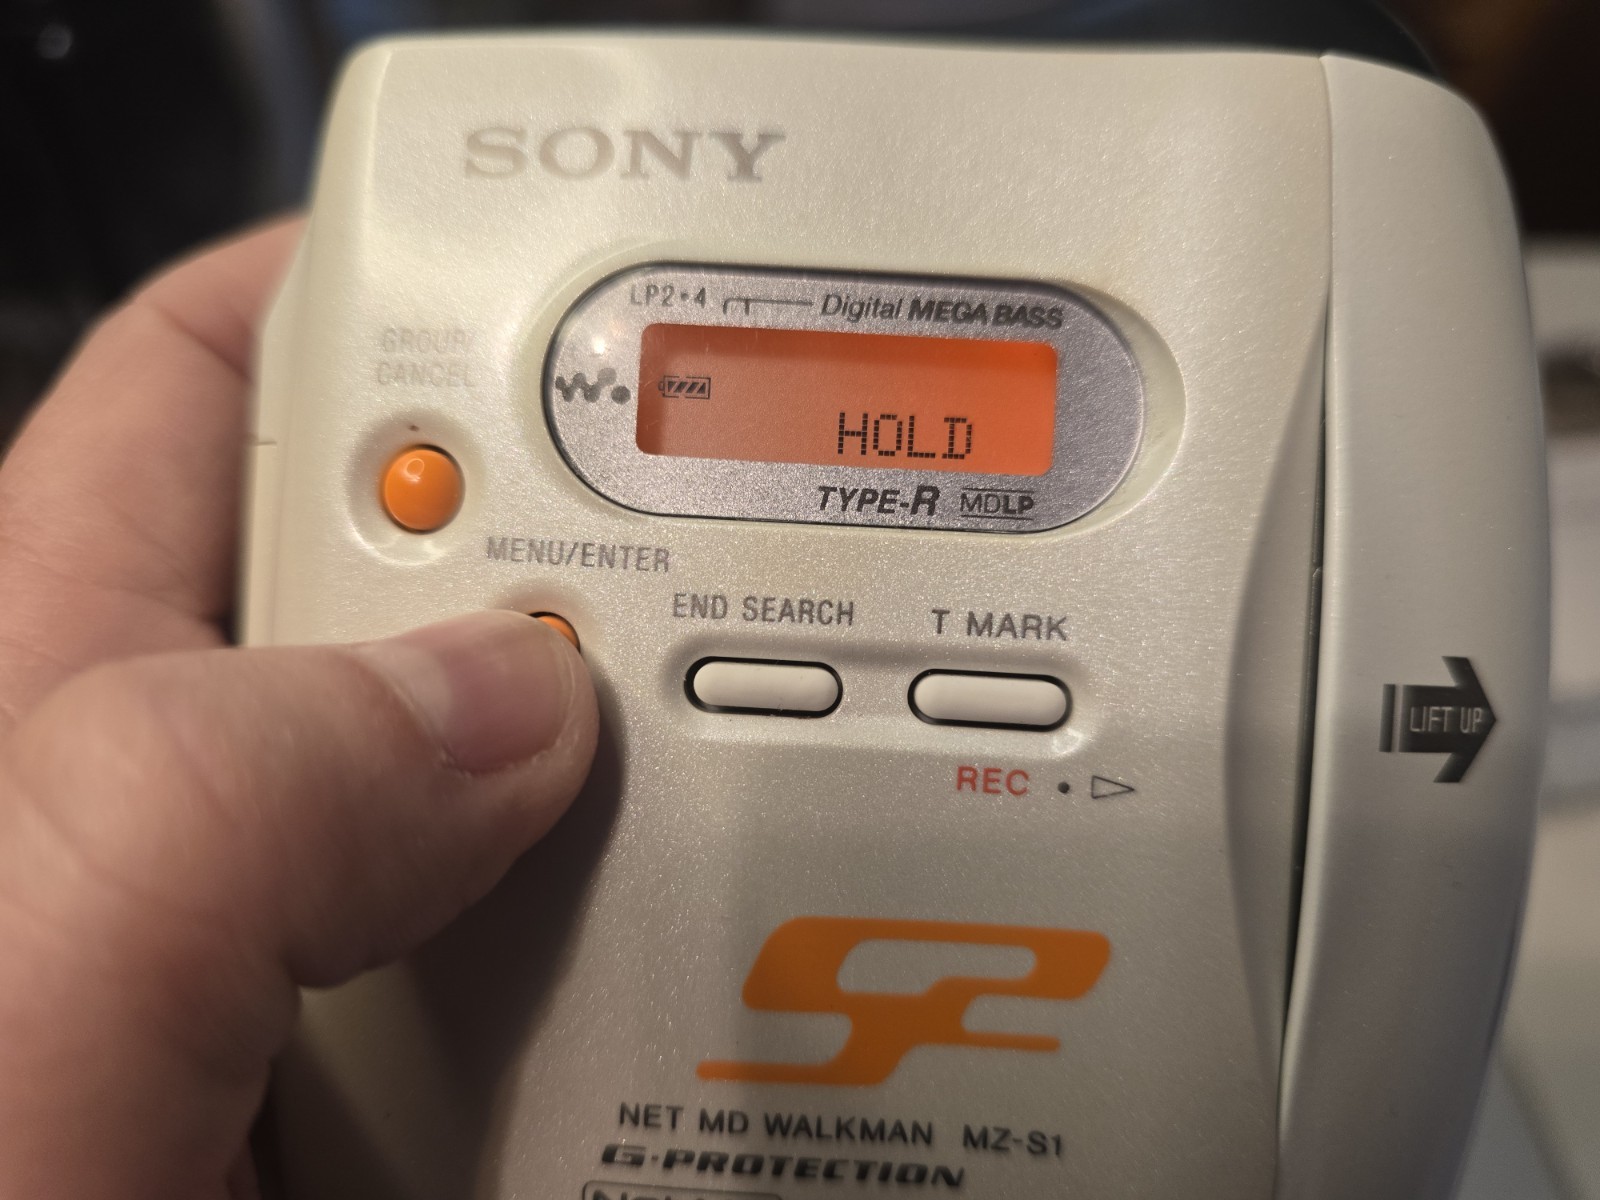 SONY
LP2•4 Digital MEGA BASS
GROUP/
CANCEL
HOLD
TYPE-R MDLP
MENU/ENTER
END SEARCH T MARK
LIFT UP
REC •
S2
NET MD WALKMAN MZ-S1
G-PROTECTION